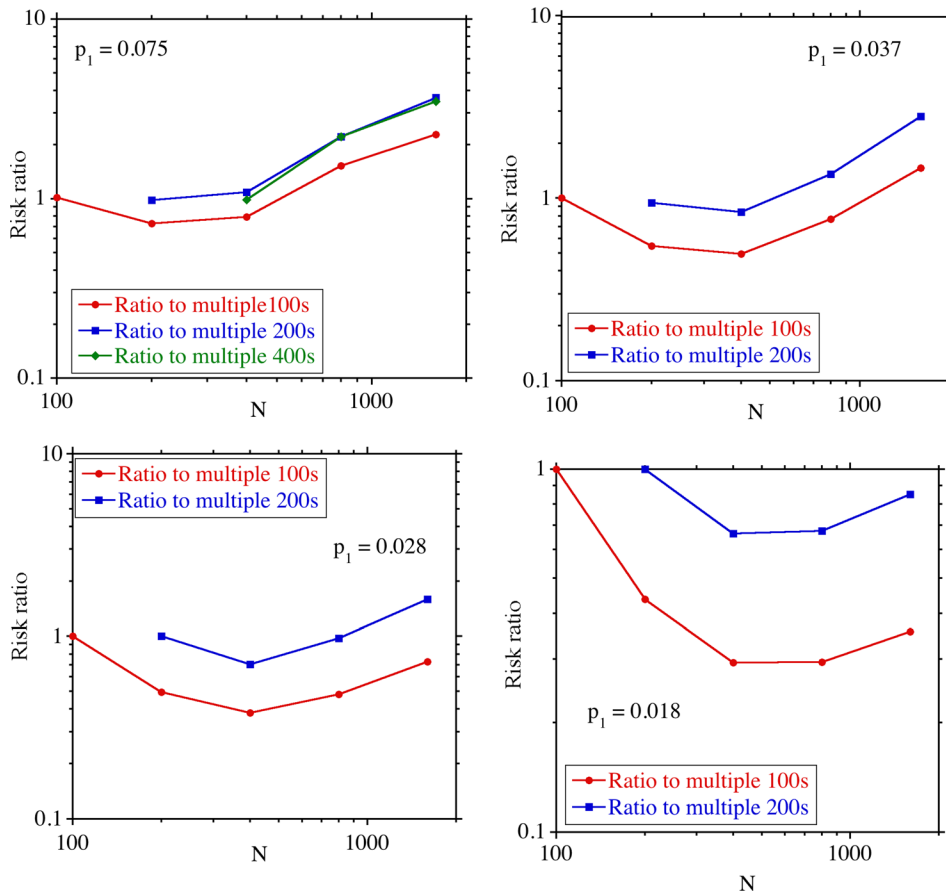 10
p1 = 0.075
1
Risk ratio
Ratio to multiple100s
Ratio to multiple 200s
Ratio to multiple 400s
0.1
100
1000
N
10
p1 = 0.037
1
Risk ratio
Ratio to multiple 100s
Ratio to multiple 200s
0.1
100
1000
N
10
Ratio to multiple 100s
Ratio to multiple 200s
p1 = 0.028
1
Risk ratio
0.1
100
1000
N
1
Risk ratio
p1 = 0.018
Ratio to multiple 100s
Ratio to multiple 200s
0.1
100
1000
N